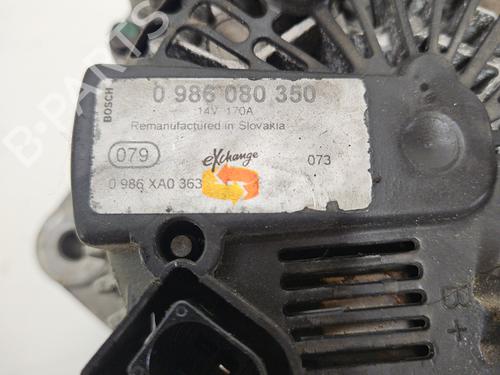 BOSCH
0 986 080 350
14V 170A
Remanufactured in Slovakia
079
eXchange
073
0 986 XA0 363
B+
B-PARTS